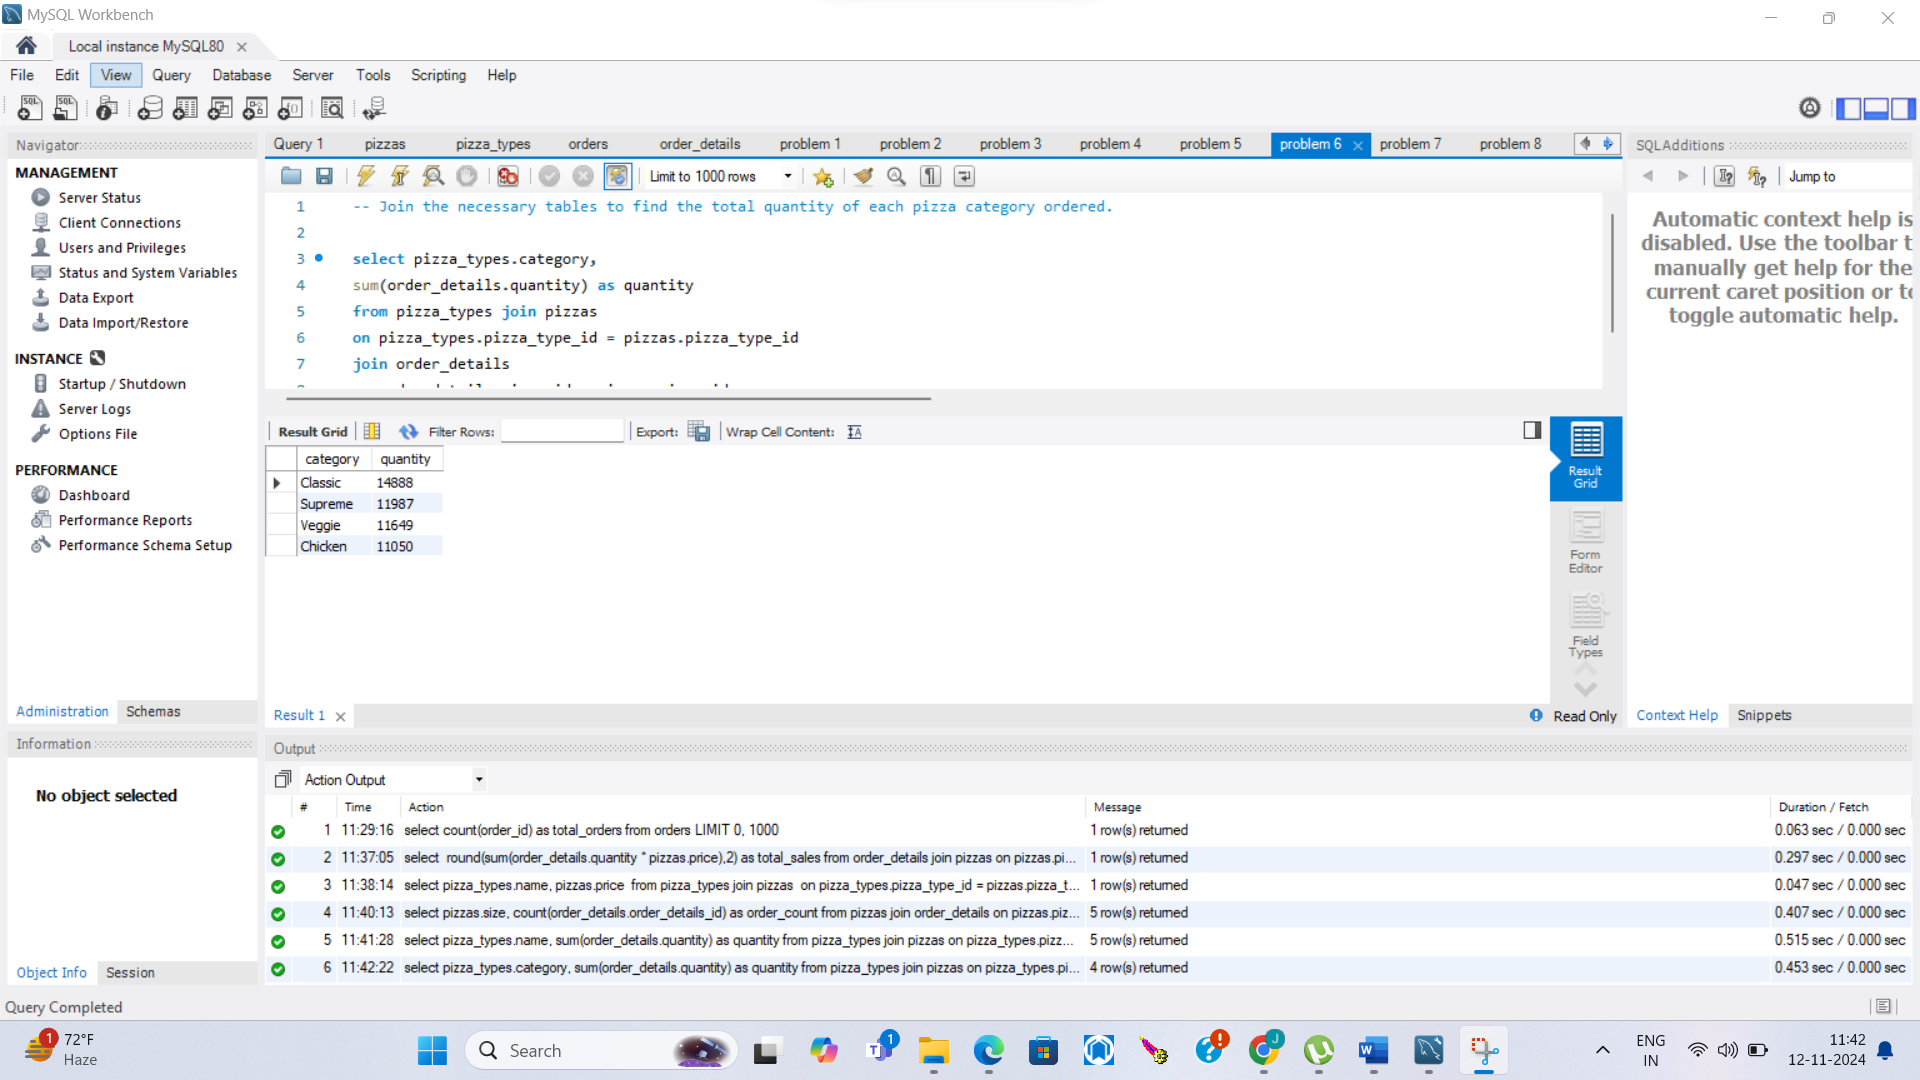 MySQL Workbench
Local instance MySQL80
File Edit View Query Database Server Tools Scripting Help
Navigator
MANAGEMENT
Server Status
Client Connections
Users and Privileges
Status and System Variables
Data Export
Data Import/Restore
INSTANCE
Startup / Shutdown
Server Logs
Options File
PERFORMANCE
Dashboard
Performance Reports
Performance Schema Setup
Administration Schemas
Information
No object selected
Object Info Session
Query 1 pizzas pizza_types orders order_details problem 1 problem 2 problem 3 problem 4 problem 5 problem 6 problem 7 problem 8
Limit to 1000 rows
1 -- Join the necessary tables to find the total quantity of each pizza category ordered.
2
3 select pizza_types.category,
4 sum(order_details.quantity) as quantity
5 from pizza_types join pizzas
6 on pizza_types.pizza_type_id = pizzas.pizza_type_id
7 join order_details
Result Grid Filter Rows: Export: Wrap Cell Content:
category quantity
Classic 14888
Supreme 11987
Veggie 11649
Chicken 11050
Result Grid
Form Editor
Field Types
Result 1
Read Only
SQLAdditions
Jump to
Automatic context help is
disabled. Use the toolbar t
manually get help for the
current caret position or to
toggle automatic help.
Context Help Snippets
Output
Action Output
# Time Action Message Duration / Fetch
1 11:29:16 select count(order_id) as total_orders from orders LIMIT 0, 1000 1 row(s) returned 0.063 sec / 0.000 sec
2 11:37:05 select round(sum(order_details.quantity * pizzas.price),2) as total_sales from order_details join pizzas on pizzas.pi... 1 row(s) returned 0.297 sec / 0.000 sec
3 11:38:14 select pizza_types.name, pizzas.price from pizza_types join pizzas on pizza_types.pizza_type_id = pizzas.pizza_t... 1 row(s) returned 0.047 sec / 0.000 sec
4 11:40:13 select pizzas.size, count(order_details.order_details_id) as order_count from pizzas join order_details on pizzas.piz... 5 row(s) returned 0.407 sec / 0.000 sec
5 11:41:28 select pizza_types.name, sum(order_details.quantity) as quantity from pizza_types join pizzas on pizza_types.pizz... 5 row(s) returned 0.515 sec / 0.000 sec
6 11:42:22 select pizza_types.category, sum(order_details.quantity) as quantity from pizza_types join pizzas on pizza_types.pi... 4 row(s) returned 0.453 sec / 0.000 sec
Query Completed
1
72°F
Haze
Search
1
ENG
IN
11:42
12-11-2024